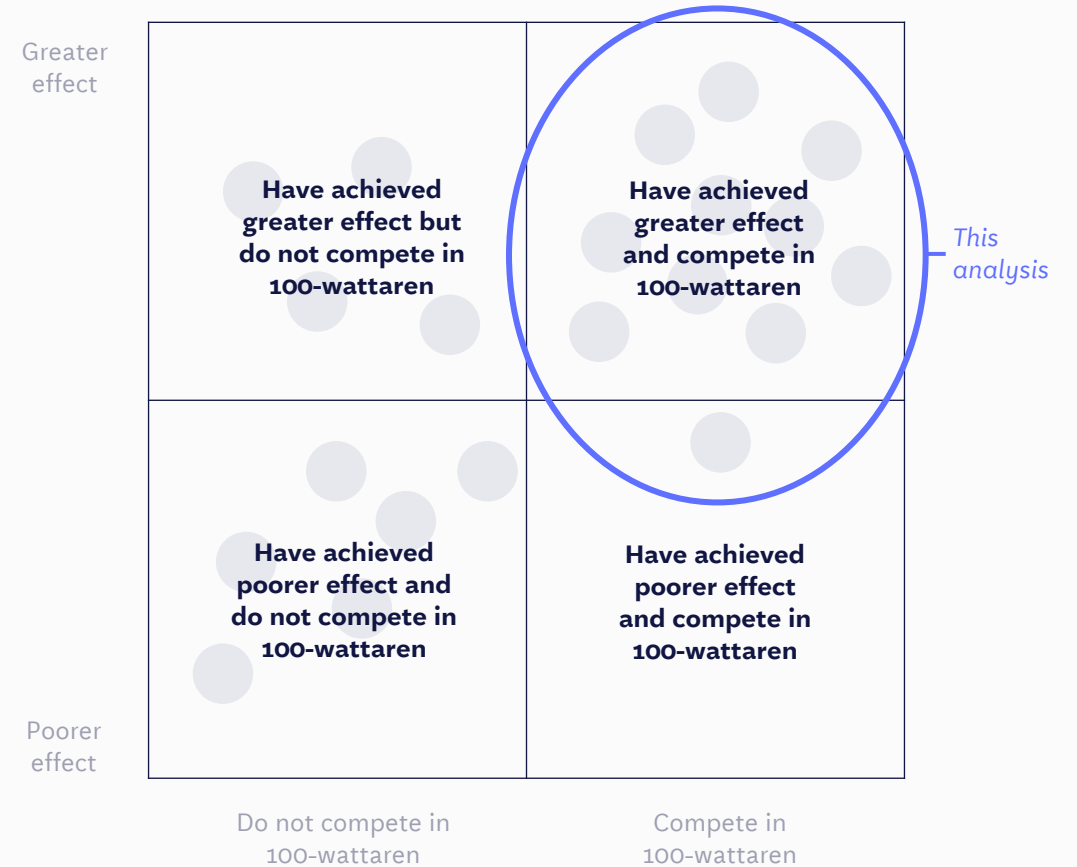 Greater
effect
Have achieved
greater effect but
do not compete in
100-wattaren
Have achieved
greater effect
and compete in
100-wattaren
This
analysis
Have achieved
poorer effect and
do not compete in
100-wattaren
Have achieved
poorer effect
and compete in
100-wattaren
Poorer
effect
Do not compete in
100-wattaren
Compete in
100-wattaren